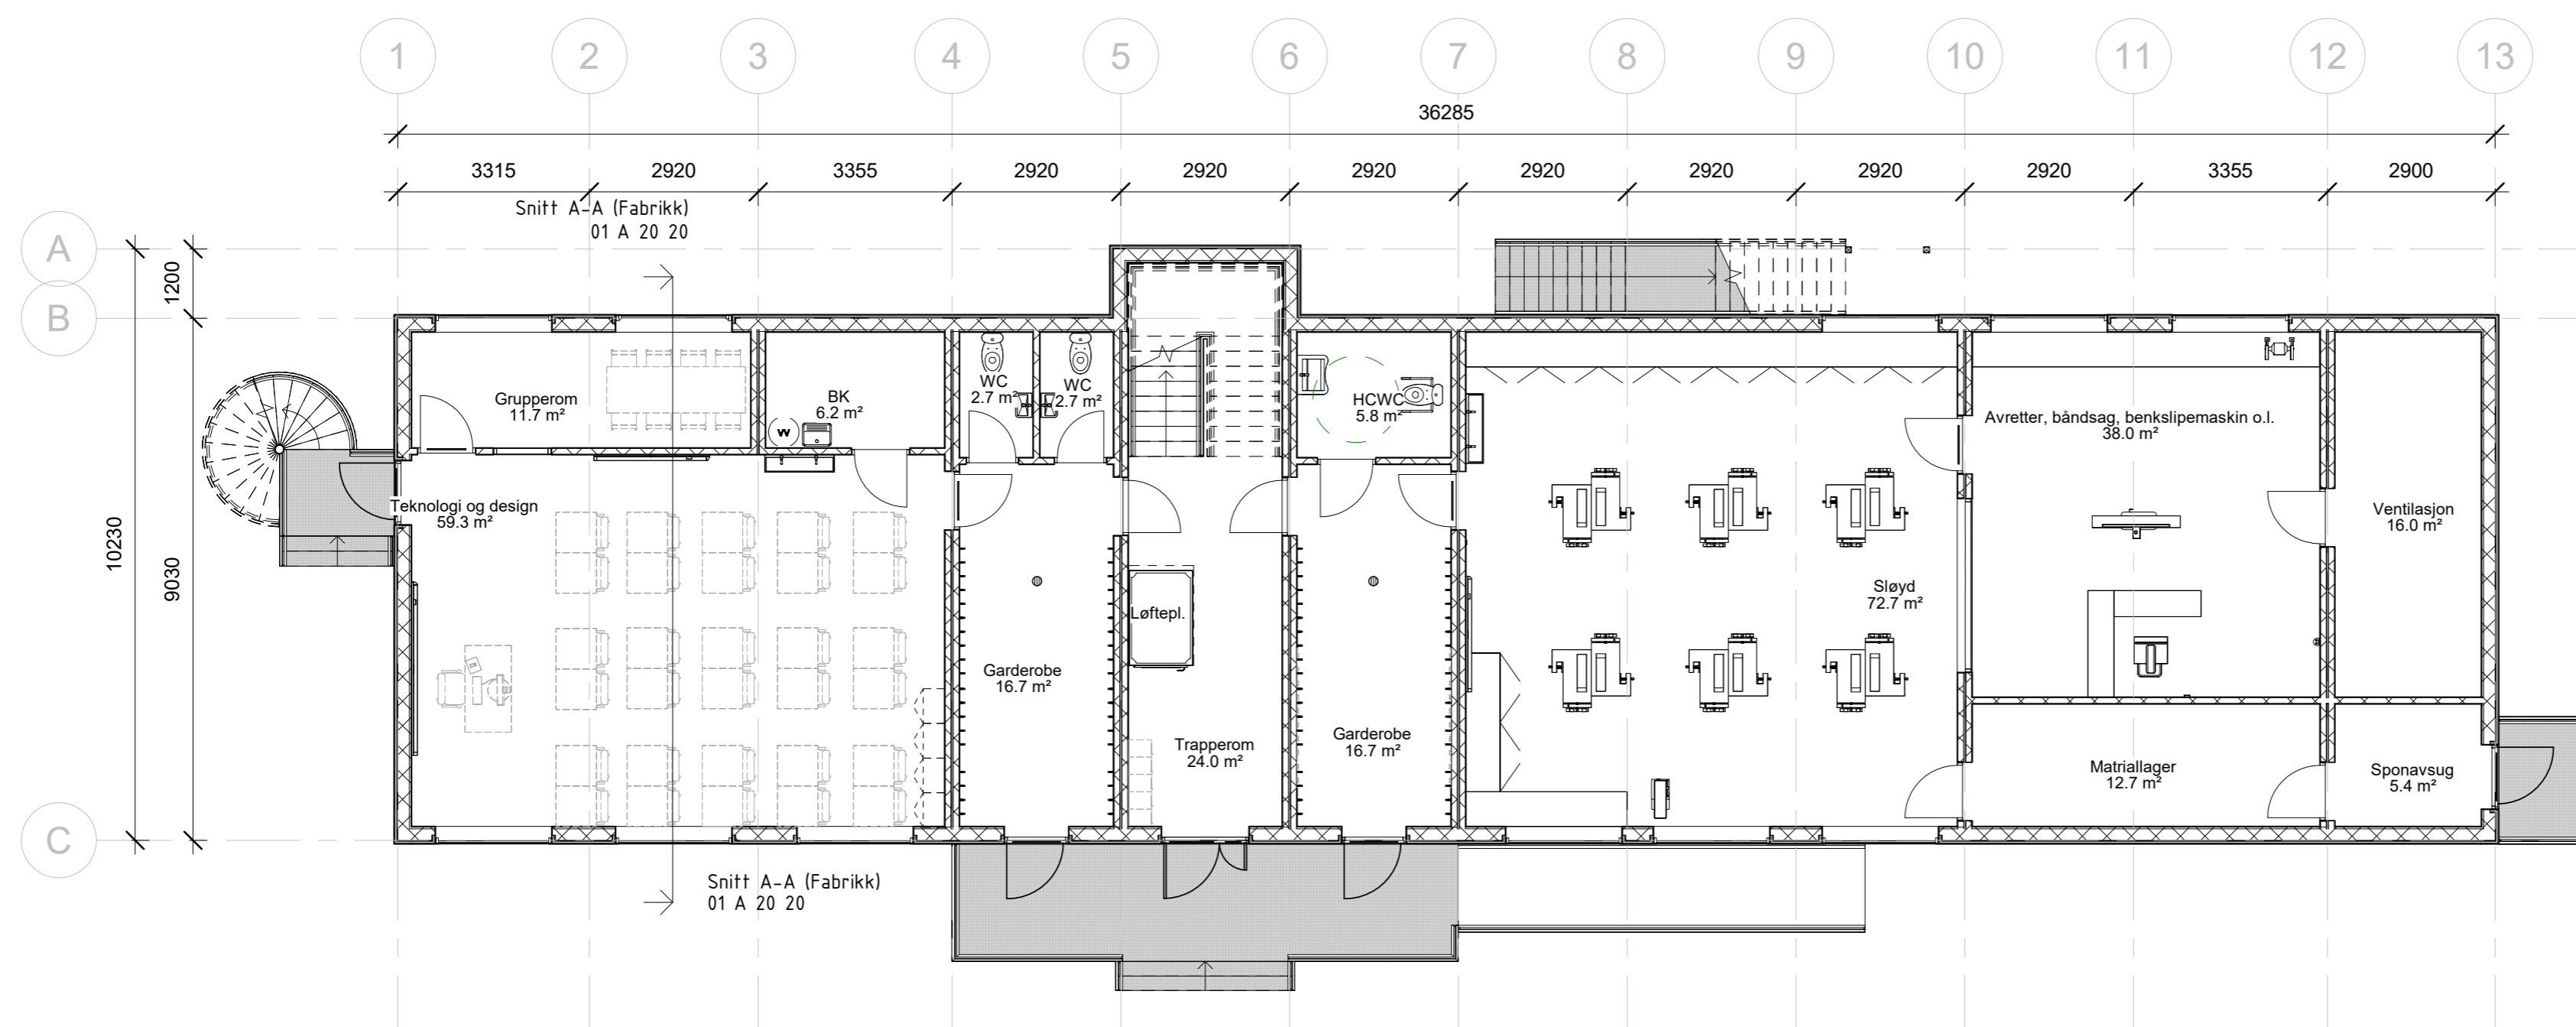 1 2 3 4 5 6 7 8 9 10 11 12 13
36285
3315 2920 3355 2920 2920 2920 2920 2920 2920 2920 3355 2900
Snitt A-A (Fabrikk)
01 A 20 20
A
B
C
1200
10230
9030
Grupperom
11.7 m²
BK
6.2 m²
W
WC
2.7 m²
WC
2.7 m²
HCWC
5.8 m²
Avretter, båndsag, benkslipemaskin o.l.
38.0 m²
Teknologi og design
59.3 m²
Ventilasjon
16.0 m²
Løftepl.
Sløyd
72.7 m²
Garderobe
16.7 m²
Trapperom
24.0 m²
Garderobe
16.7 m²
Matriallager
12.7 m²
Sponavsug
5.4 m²
Snitt A-A (Fabrikk)
01 A 20 20